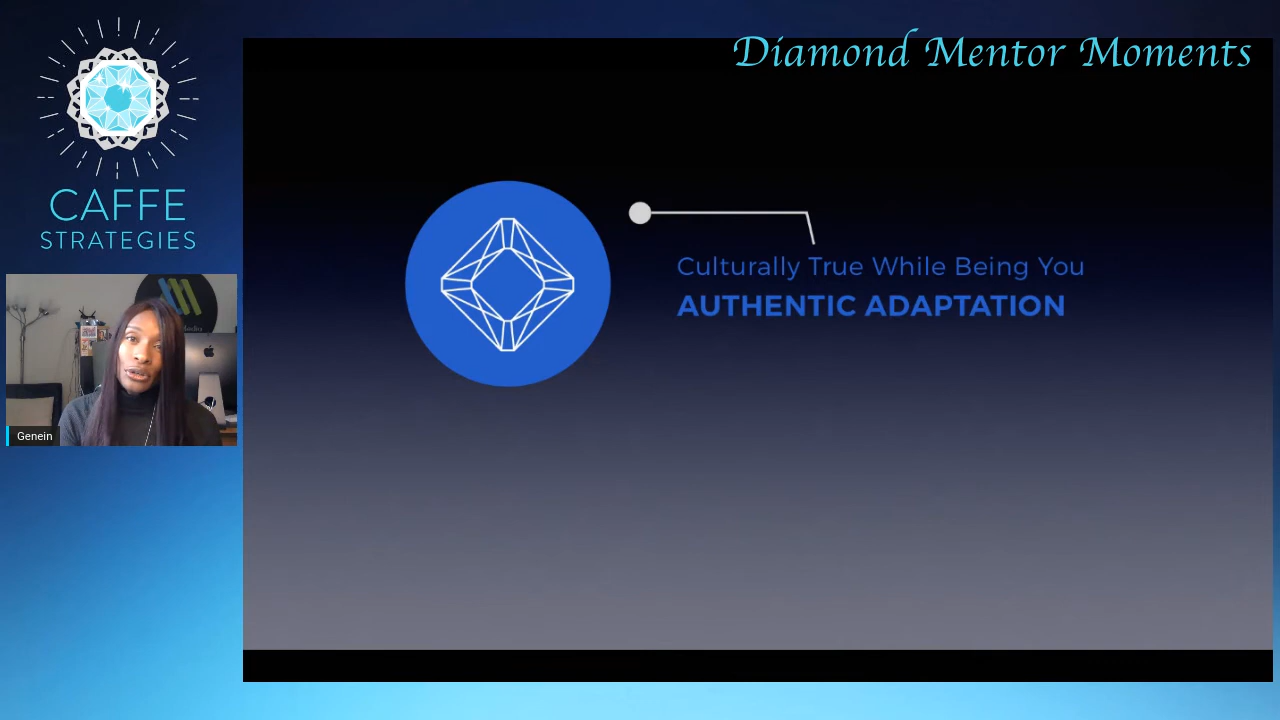 Diamond Mentor Moments
CAFFE
STRATEGIES
Culturally True While Being You
AUTHENTIC ADAPTATION
Genein